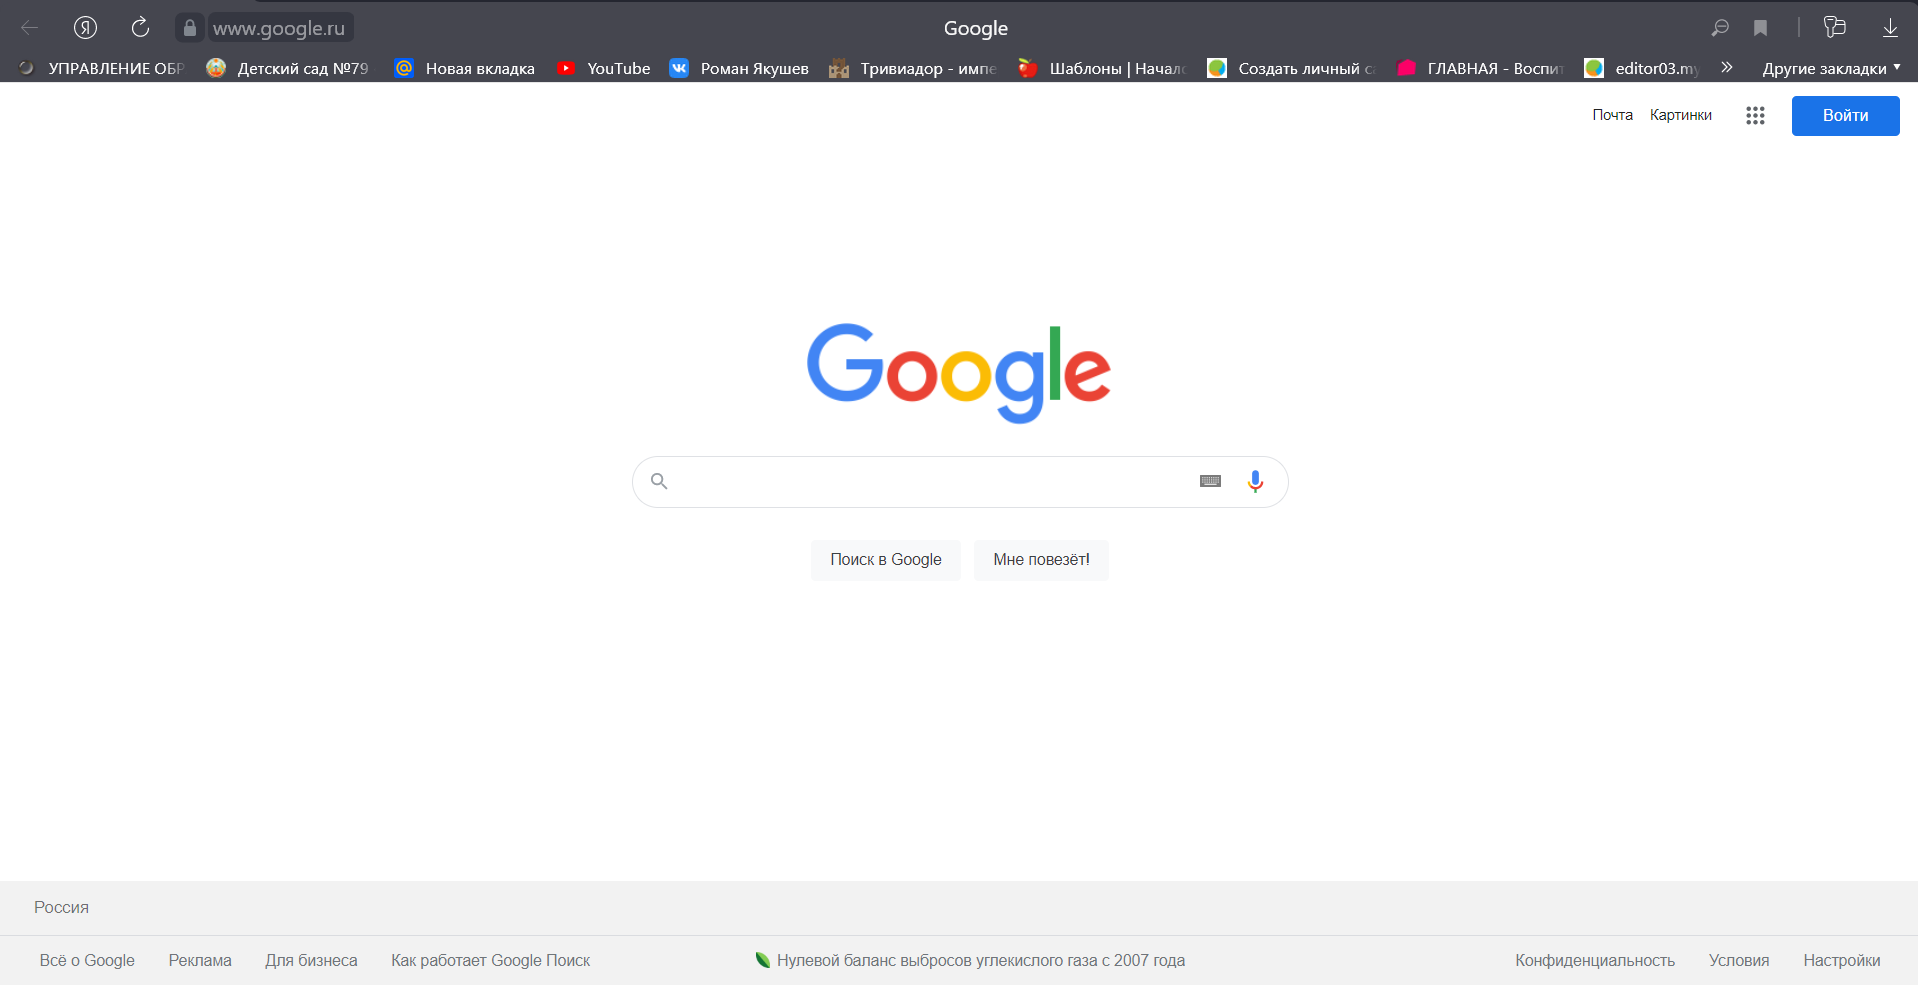 Я www.google.ru Google
УПРАВЛЕНИЕ ОБР Детский сад №79 Новая вкладка YouTube Роман Якушев Тривиадор - импе Шаблоны | Начал Создать личный са ГЛАВНАЯ - Воспит editor03.my Другие закладки
Почта Картинки Войти
Google
Поиск в Google Мне повезёт!
Россия
Всё о Google Реклама Для бизнеса Как работает Google Поиск Нулевой баланс выбросов углекислого газа с 2007 года Конфиденциальность Условия Настройки